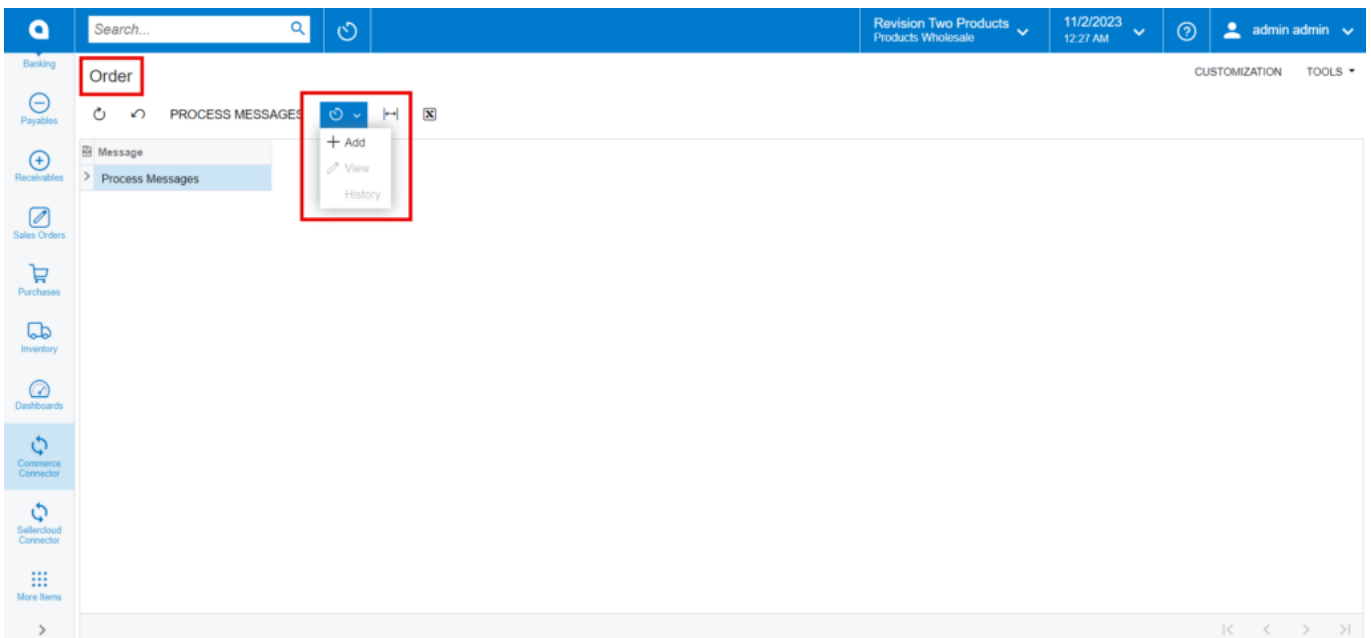 Search...
Revision Two Products
Products Wholesale
11/2/2023
12:27 AM
admin admin
Banking
Order
CUSTOMIZATION
TOOLS
Payables
PROCESS MESSAGES
Add
View
History
Message
Process Messages
Receivables
Sales Orders
Purchases
Inventory
Dashboards
Commerce
Connector
Sellercloud
Connector
More Items